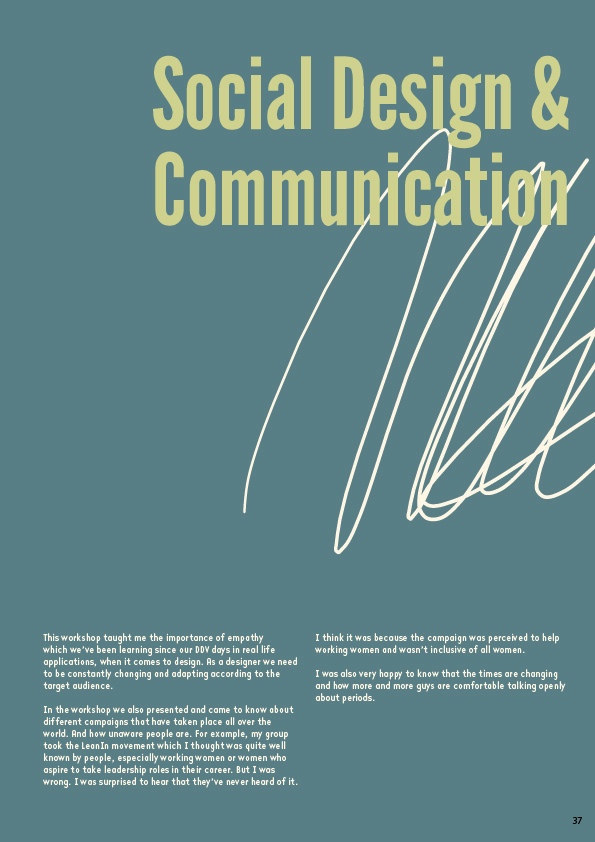 Social Design &
Communication
This workshop taught me the importance of empathy
which we've been learning since our DDV days in real life
applications, when it comes to design. As a designer we need
to be constantly changing and adapting according to the
target audience.
In the workshop we also presented and came to know about
different campaigns that have taken place all over the
world. And how unaware people are. For example, my group
took the LeanIn movement which I thought was quite well
known by people, especially working women or women who
aspire to take leadership roles in their career. But I was
wrong. I was surprised to hear that they've never heard of it.
I think it was because the campaign was perceived to help
working women and wasn't inclusive of all women.
I was also very happy to know that the times are changing
and how more and more guys are comfortable talking openly
about periods.
37